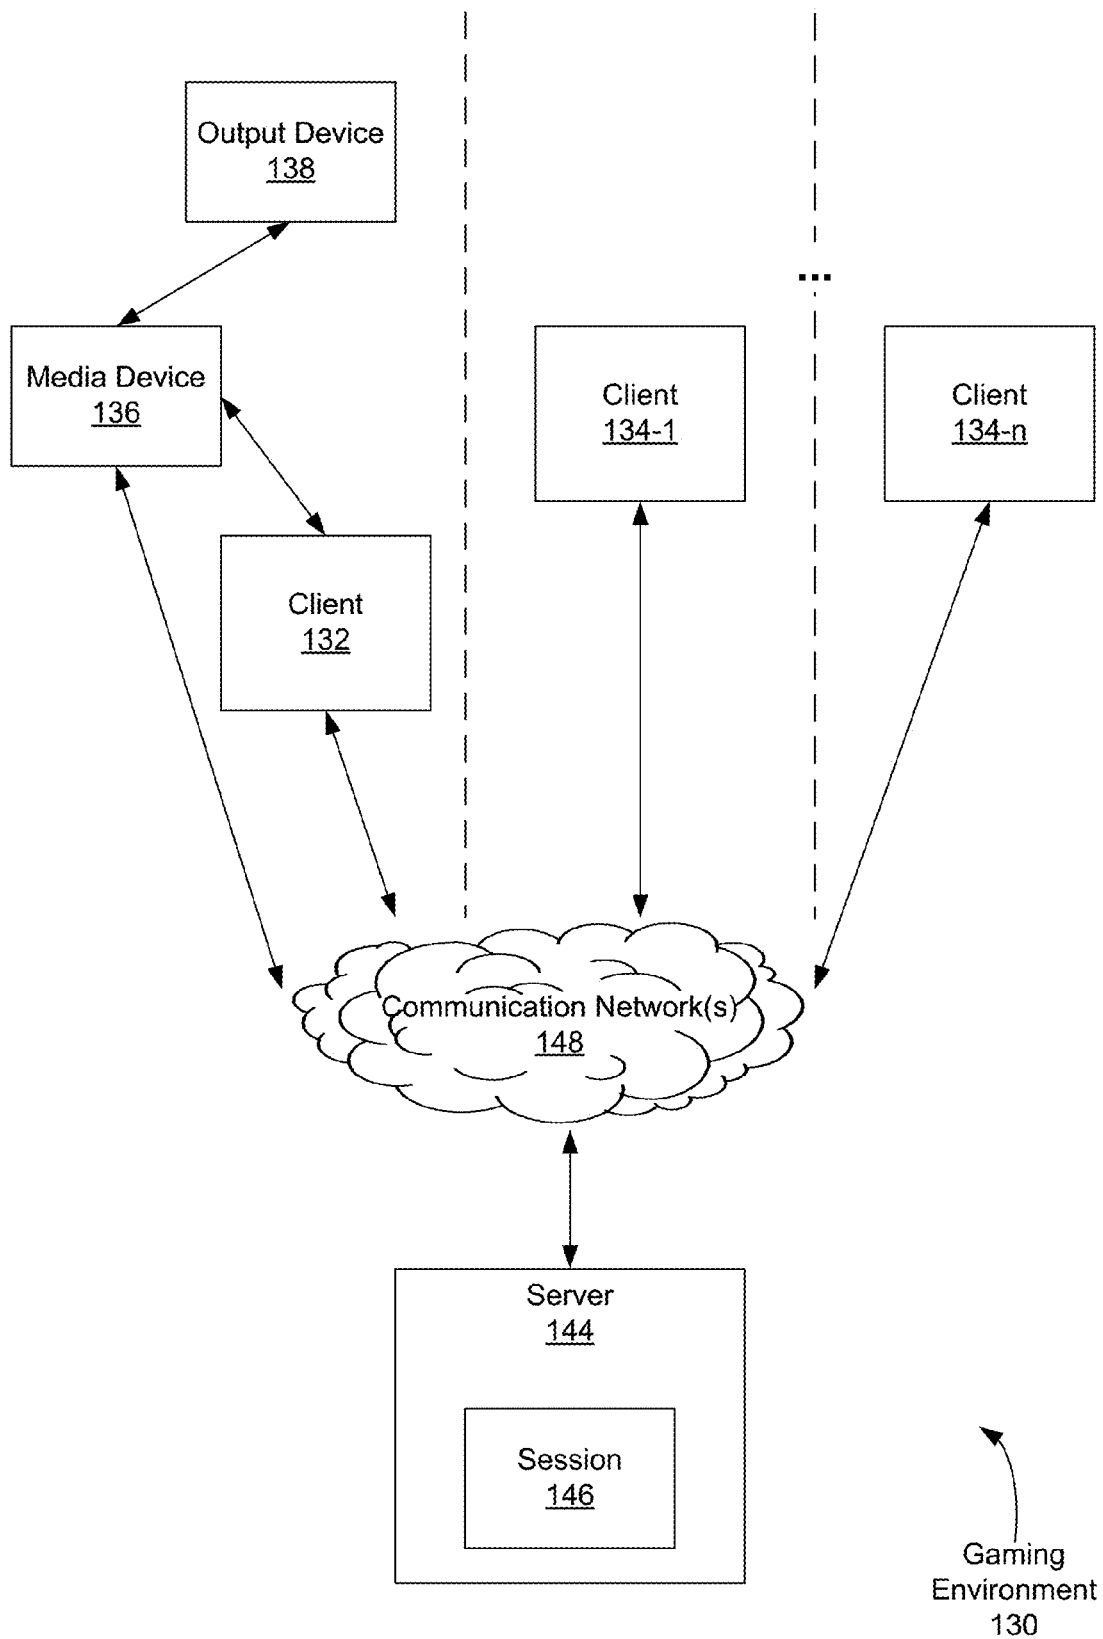 Output Device
138
...
Media Device
136
Client
134-1
Client
134-n
Client
132
Communication Network(s)
148
Server
144
Session
146
Gaming
Environment
130